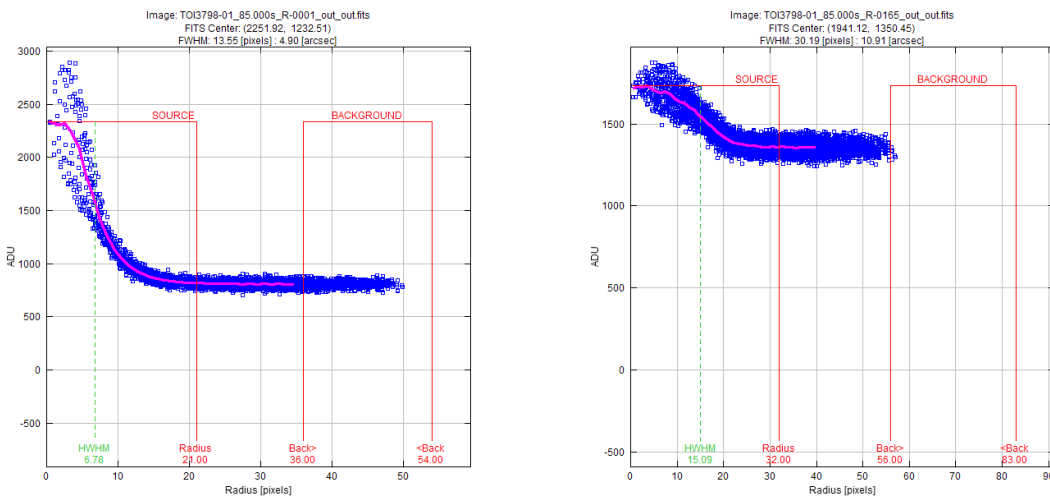 Image: TOI3798-01_85.000s_R-0001_out_out.fits
FITS Center: (2251.92, 1232.51)
FWHM: 13.55 [pixels] : 4.90 [arcsec]
3000
2500
2000
1500
1000
500
0
-500
ADU
SOURCE
BACKGROUND
HWHM
6.78
Radius
21.00
Back>
36.00
<Back
54.00
0
10
20
30
40
50
Radius [pixels]
Image: TOI3798-01_85.000s_R-0165_out_out.fits
FITS Center: (1941.12, 1350.45)
FWHM: 30.19 [pixels] : 10.91 [arcsec]
1500
1000
500
0
-500
ADU
SOURCE
BACKGROUND
HWHM
15.09
Radius
32.00
Back>
56.00
<Back
83.00
0
10
20
30
40
50
60
70
80
90
Radius [pixels]